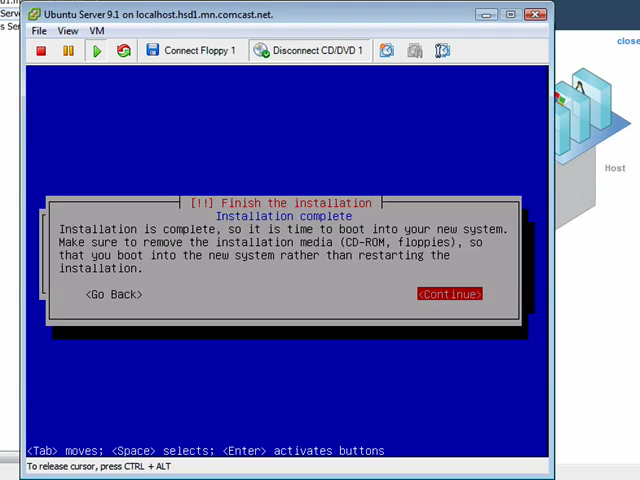 Ubuntu Server 9.1 on localhost.hsd1.mn.comcast.net.
File View VM
Connect Floppy 1 Disconnect CD/DVD 1
[!!] Finish the installation
Installation complete
Installation is complete, so it is time to boot into your new system.
Make sure to remove the installation media (CD-ROM, floppies), so
that you boot into the new system rather than restarting the
installation.
<Go Back> <Continue>
<Tab> moves; <Space> selects; <Enter> activates buttons
To release cursor, press CTRL + ALT
Host